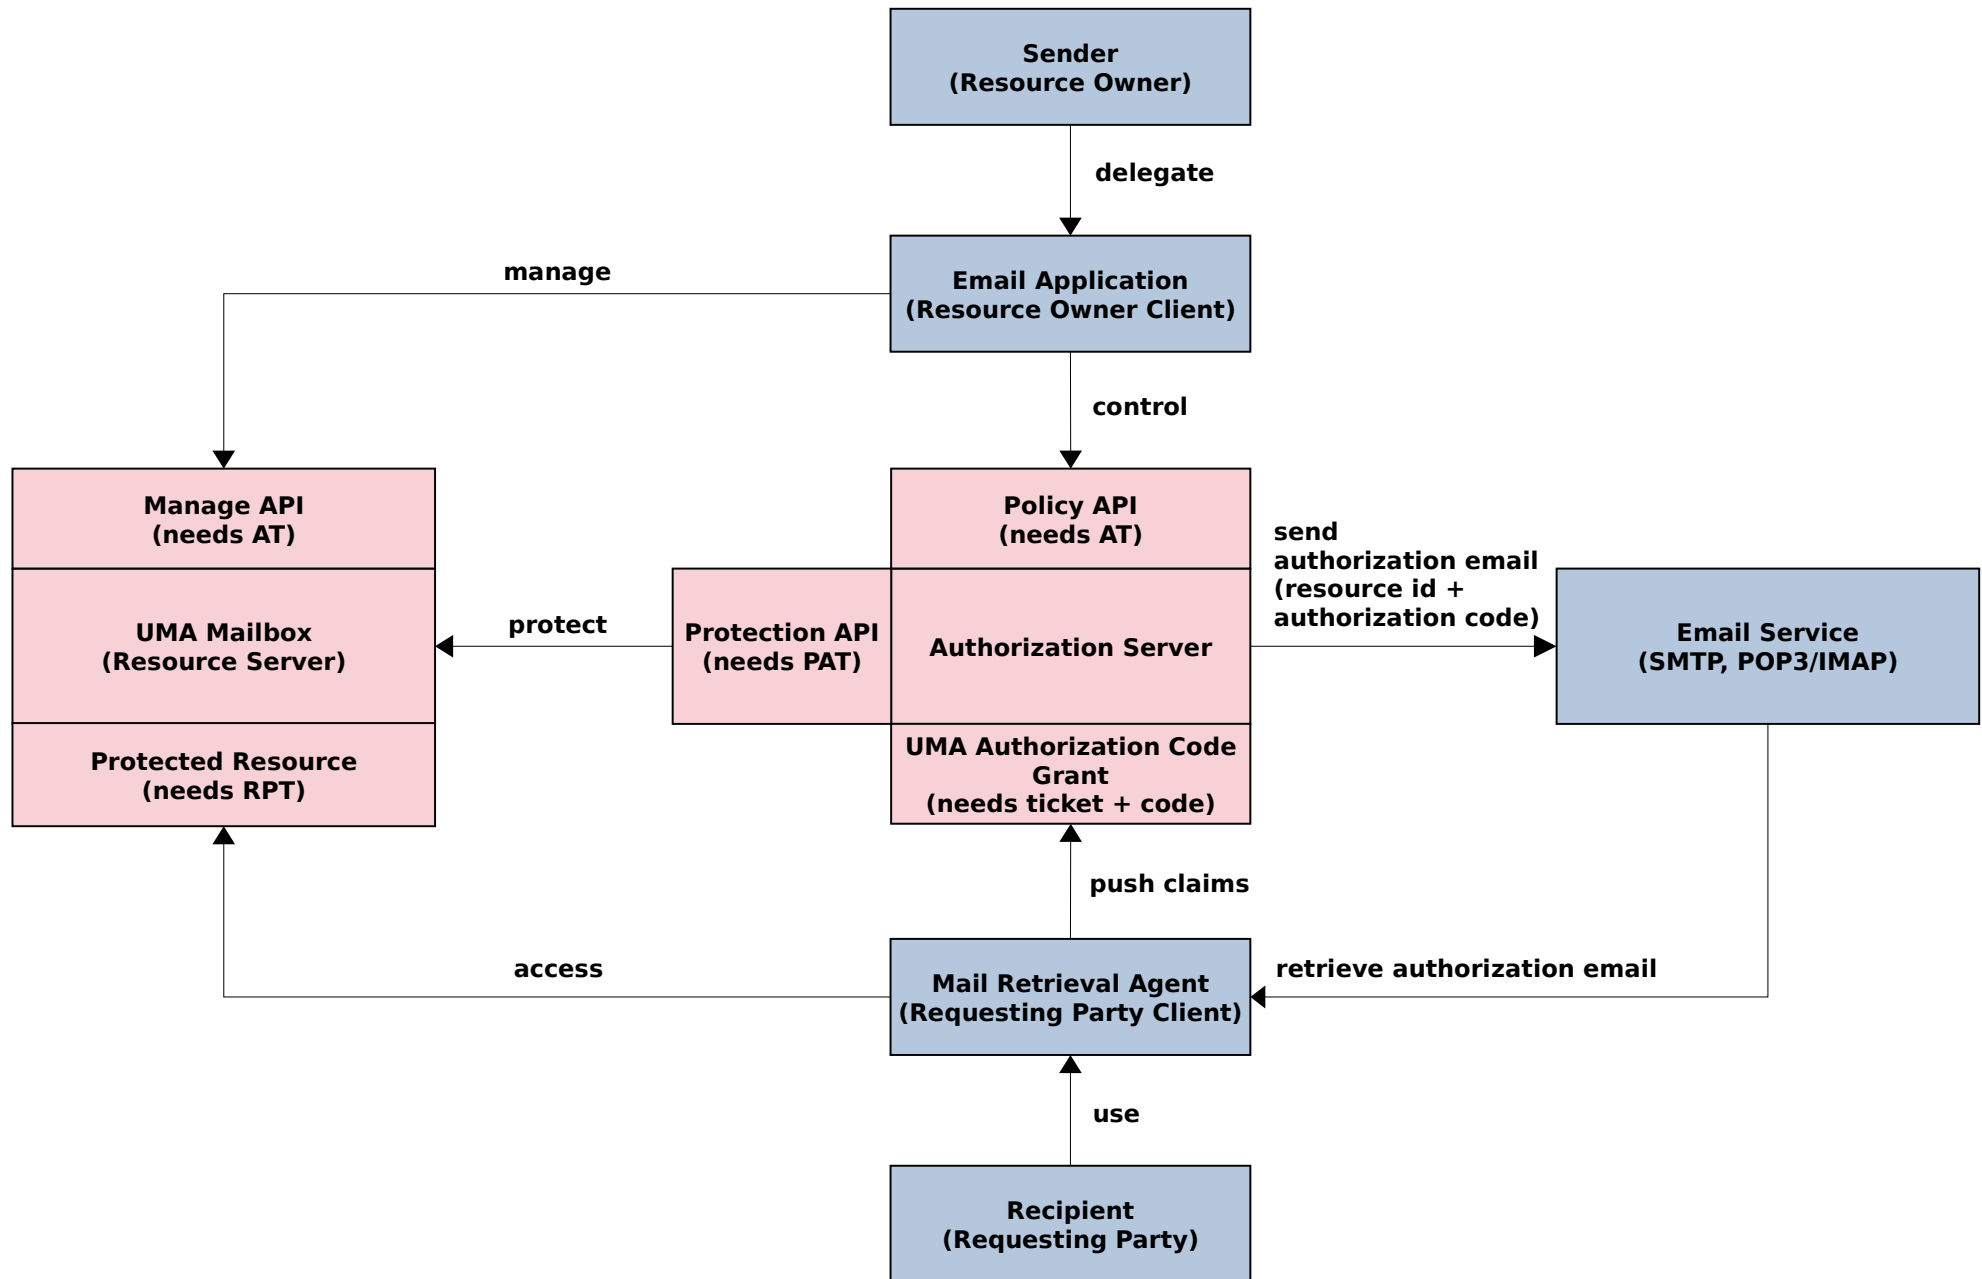 Sender
(Resource Owner)
delegate
manage
Email Application
(Resource Owner Client)
control
Manage API
(needs AT)
Policy API
(needs AT)
send
authorization email
(resource id +
authorization code)
UMA Mailbox
(Resource Server)
protect
Protection API
(needs PAT)
Authorization Server
Email Service
(SMTP, POP3/IMAP)
Protected Resource
(needs RPT)
UMA Authorization Code
Grant
(needs ticket + code)
push claims
access
Mail Retrieval Agent
(Requesting Party Client)
retrieve authorization email
use
Recipient
(Requesting Party)